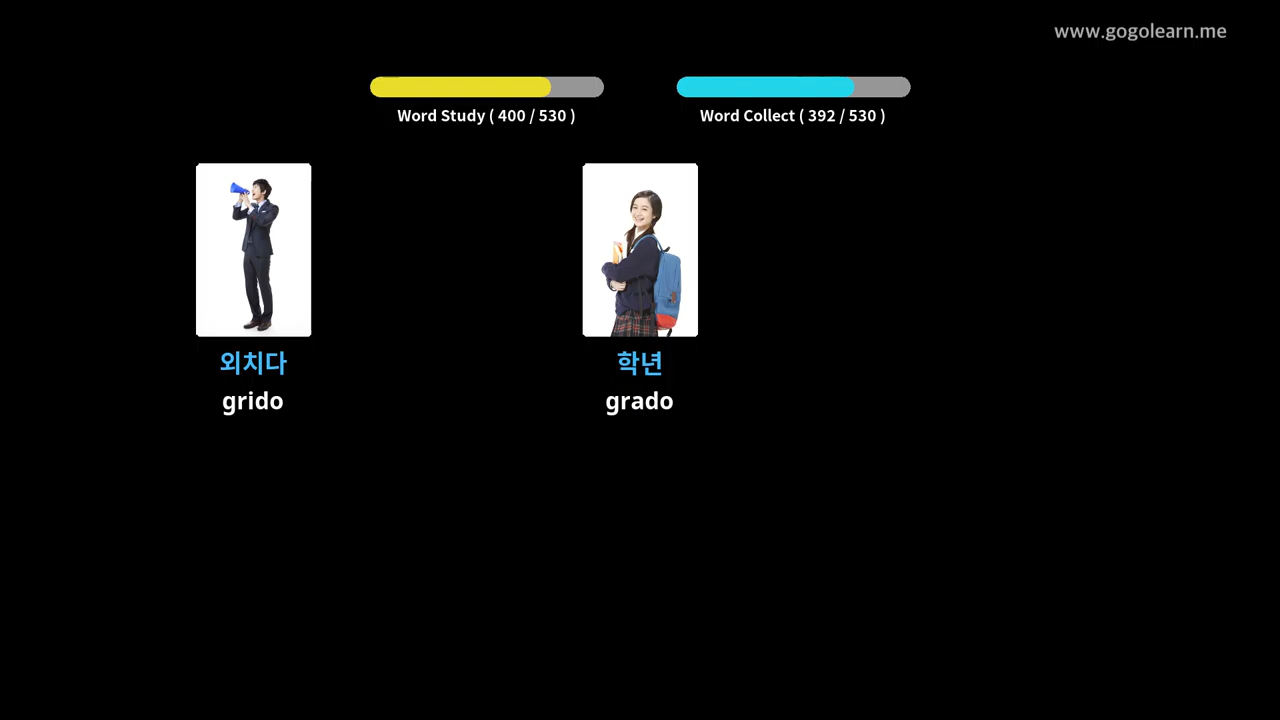 www.gogolearn.me
Word Study ( 400 / 530 )
Word Collect ( 392 / 530 )
외치다
grido
학년
grado